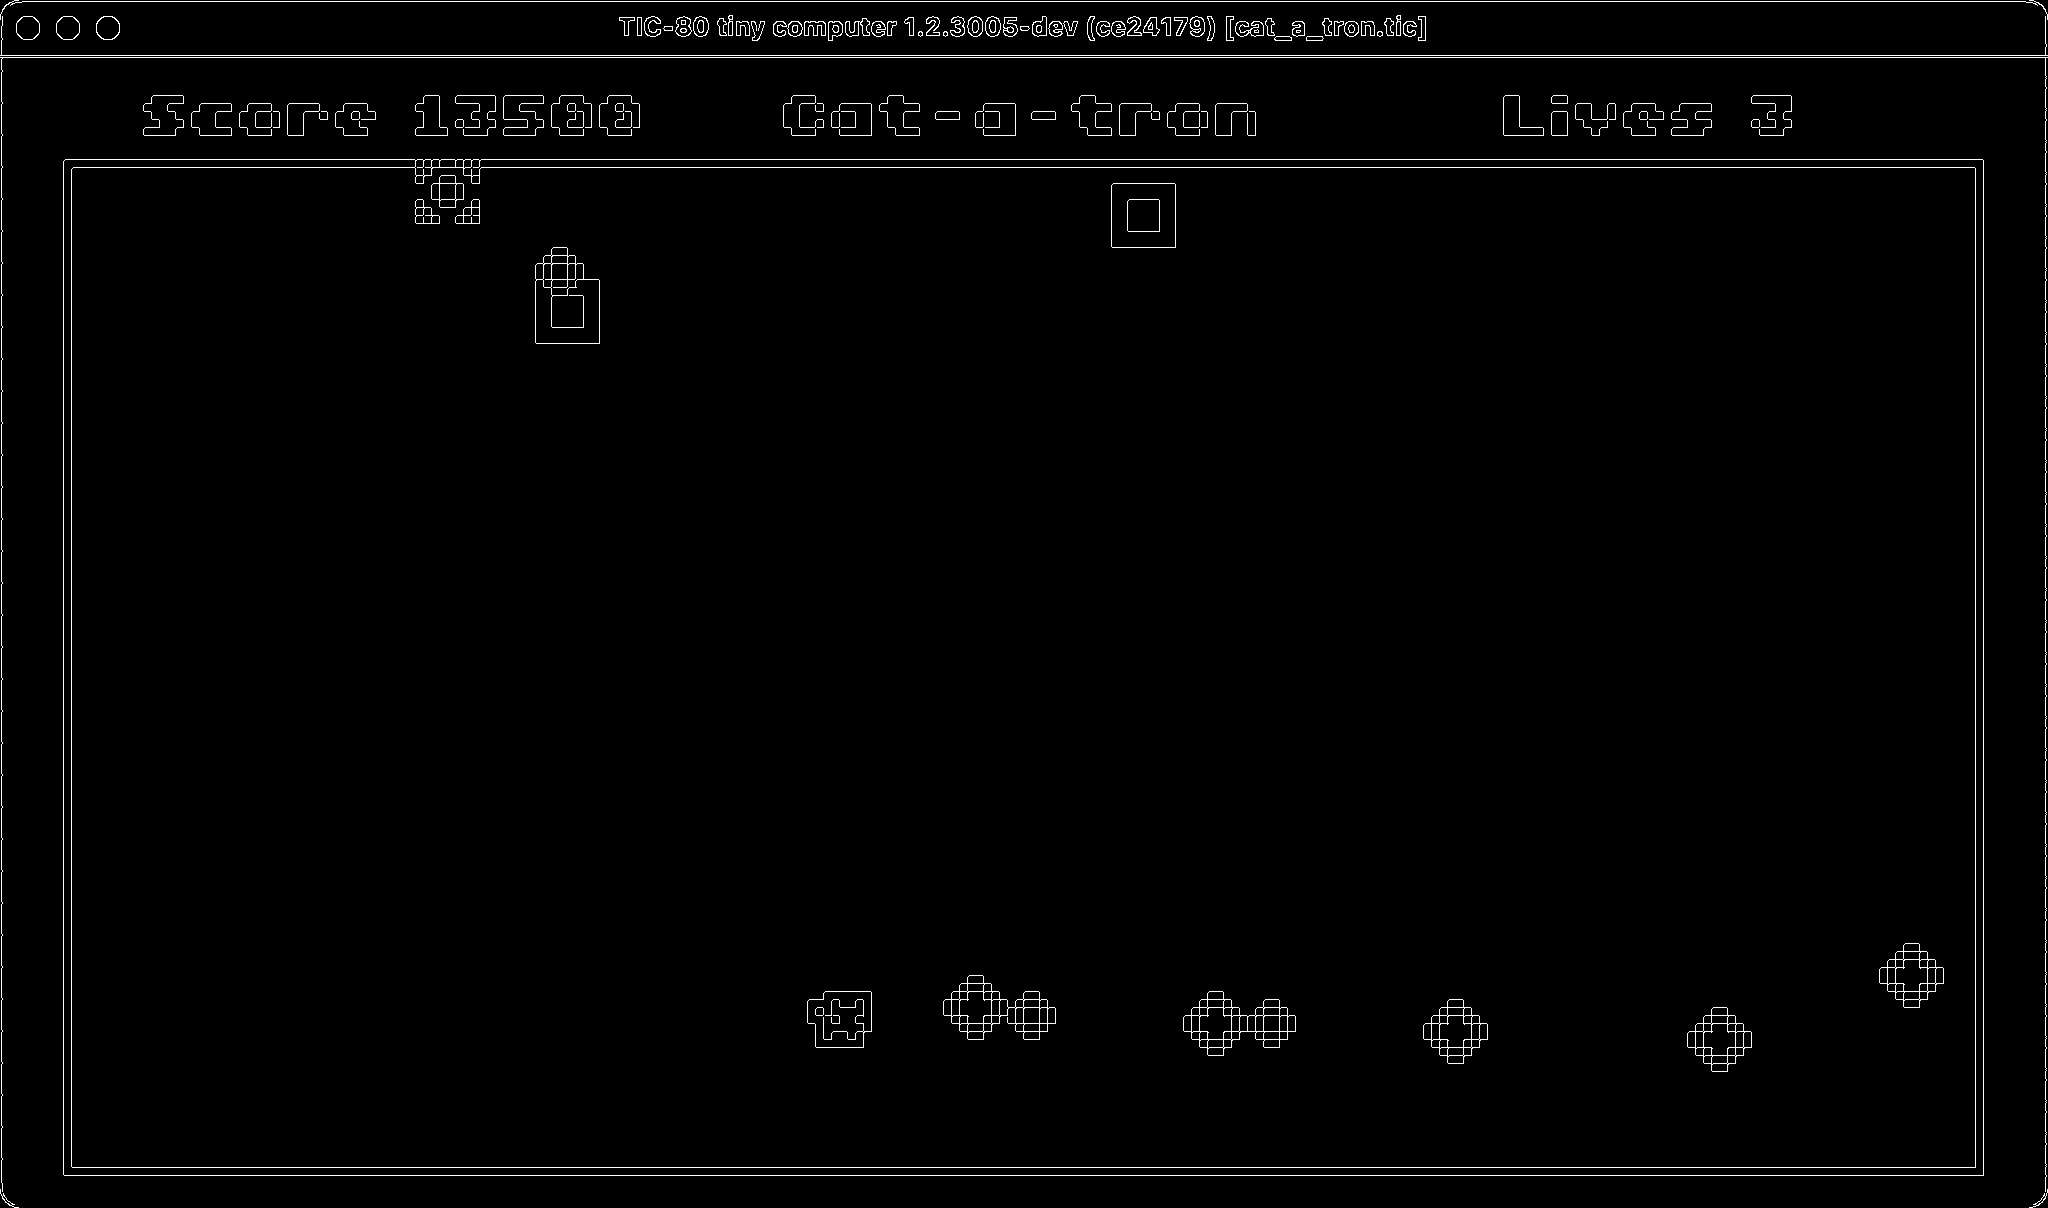 TIC-80 tiny computer 1.2.3005-dev (ce24179) [cat_a_tron.tic]
Score 13500 Cat-a-tron Lives 3